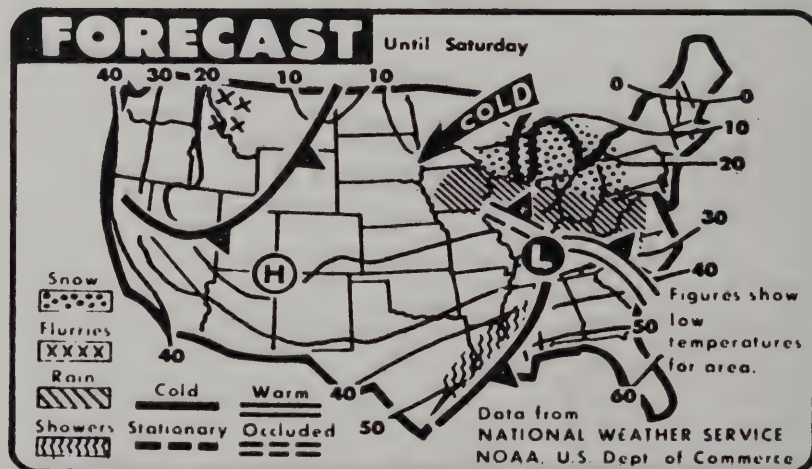 FORECAST
Until Saturday
40 30 20 10 10
COLD
0 0
10
20
30
H
L
40
Figures show
low
temperatures
for area.
50
60
40
40
50
Snow
Flurries
XXXX
Rain
Showers
Cold Warm
Stationary Occluded
Data from
NATIONAL WEATHER SERVICE
NOAA, U.S. Dept of Commerce